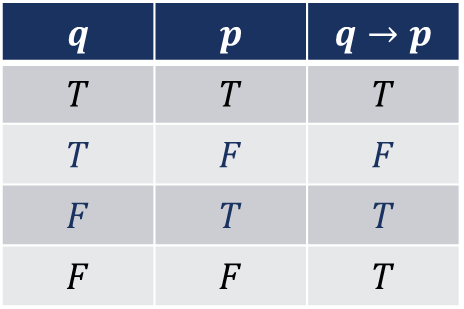 q p q → p
T T T
T F F
F T T
F F T